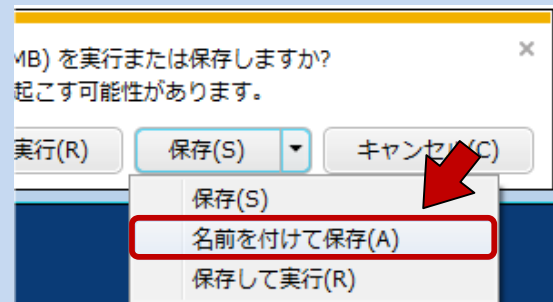 MB) を実行または保存しますか?
起こす可能性があります。
実行(R) 保存(S) キャンセル(C)
保存(S)
名前を付けて保存(A)
保存して実行(R)